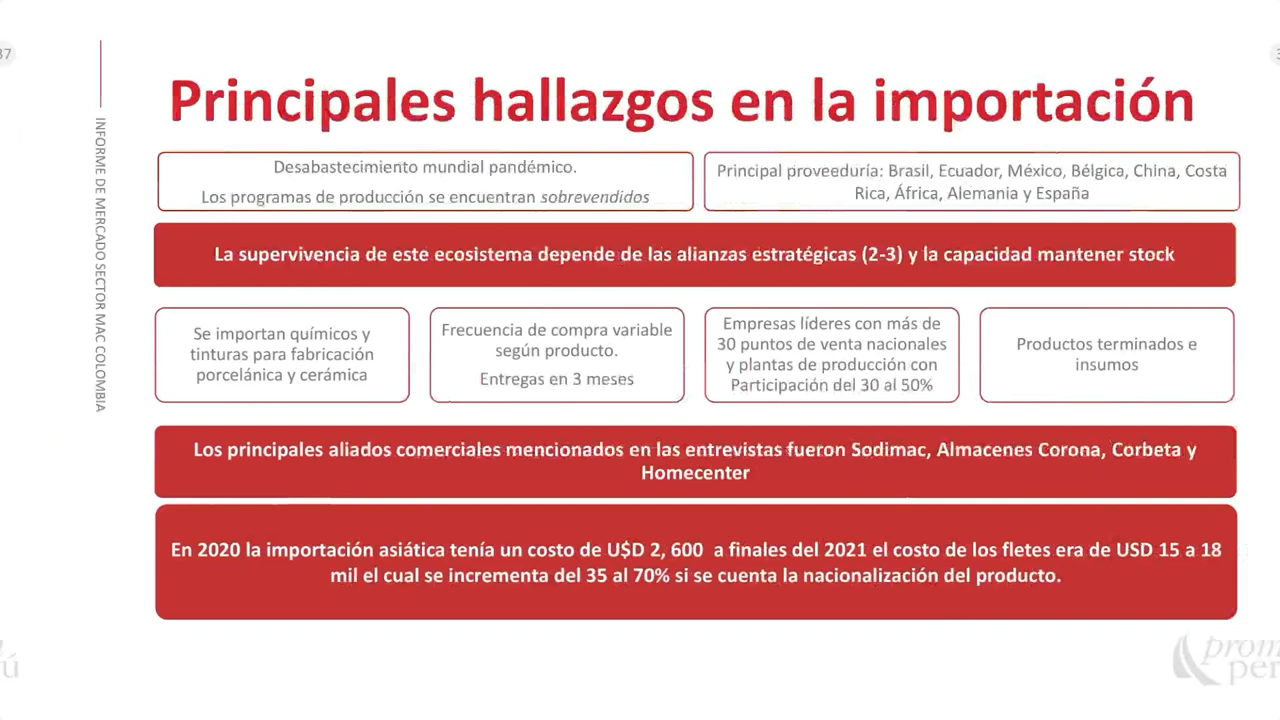 37
INFORME DE MERCADO SECTOR MAC COLOMBIA
Principales hallazgos en la importación
Desabastecimiento mundial pandémico.
Los programas de producción se encuentran sobrevendidos
Principal proveeduría: Brasil, Ecuador, México, Bélgica, China, Costa
Rica, África, Alemania y España
La supervivencia de este ecosistema depende de las alianzas estratégicas (2-3) y la capacidad mantener stock
Se importan químicos y
tinturas para fabricación
porcelánica y cerámica
Frecuencia de compra variable
según producto.
Entregas en 3 meses
Empresas líderes con más de
30 puntos de venta nacionales
y plantas de producción con
Participación del 30 al 50%
Productos terminados e
insumos
Los principales aliados comerciales mencionados en las entrevistas fueron Sodimac, Almacenes Corona, Corbeta y
Homecenter
En 2020 la importación asiática tenía un costo de U$D 2, 600 a finales del 2021 el costo de los fletes era de USD 15 a 18
mil el cual se incrementa del 35 al 70% si se cuenta la nacionalización del producto.
ú
prom
per